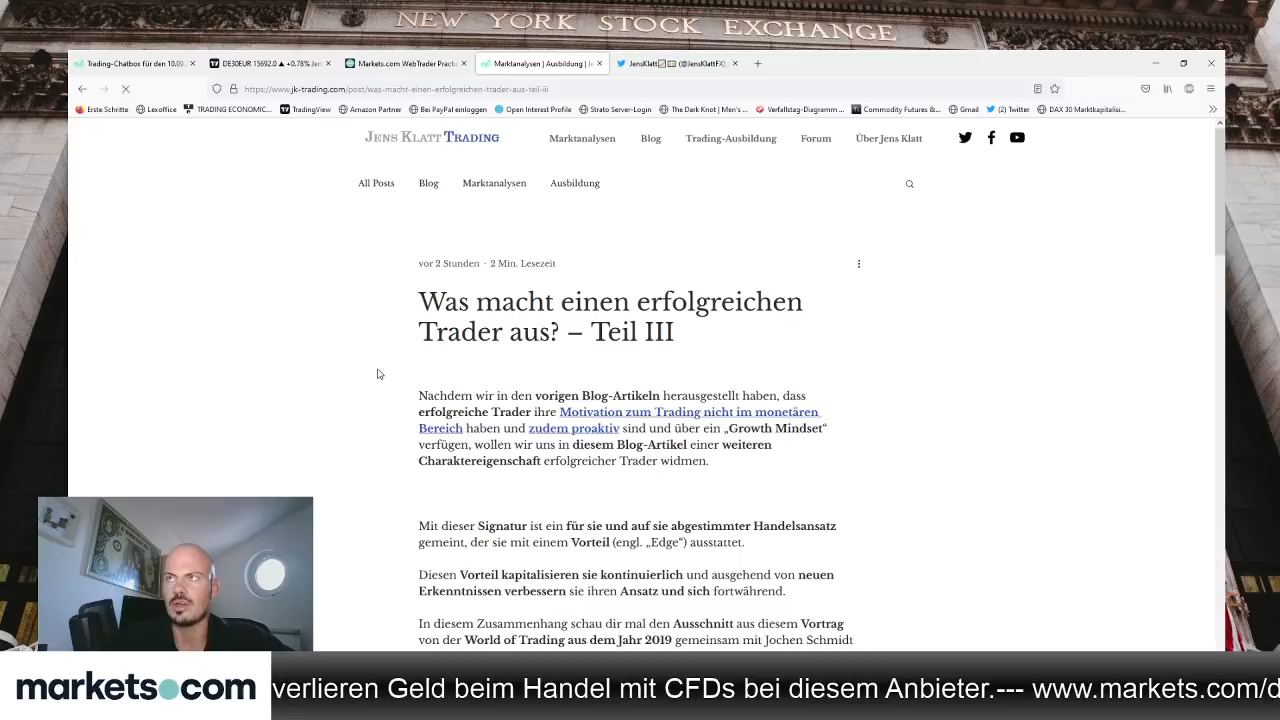 NEW YORK STOCK EXCHANGE
Trading-Chatbox für den 10.09.
DE30EUR 15692.0 ▲ +0.78% Jens
Markets.com WebTrader Practi
Marktanalysen | Ausbildung | J
JensKlatt (@JensKlattFX)
https://www.jk-trading.com/post/was-macht-einen-erfolgreichen-trader-aus-teil-iii
Erste Schritte
Lexoffice
TRADING ECONOMIC...
TradingView
Amazon Partner
Bei PayPal einloggen
Open Interest Profile
Strato Server-Login
The Dark Knot | Men's ...
Verfallstag-Diagramm ...
Commodity Futures &...
Gmail
(2) Twitter
DAX 30 Marktkapitalisi...
JENS KLATT TRADING
Marktanalysen
Blog
Trading-Ausbildung
Forum
Über Jens Klatt
All Posts
Blog
Marktanalysen
Ausbildung
vor 2 Stunden · 2 Min. Lesezeit
Was macht einen erfolgreichen
Trader aus? – Teil III
Nachdem wir in den vorigen Blog-Artikeln herausgestellt haben, dass
erfolgreiche Trader ihre Motivation zum Trading nicht im monetären
Bereich haben und zudem proaktiv sind und über ein „Growth Mindset“
verfügen, wollen wir uns in diesem Blog-Artikel einer weiteren
Charaktereigenschaft erfolgreicher Trader widmen.
Mit dieser Signatur ist ein für sie und auf sie abgestimmter Handelsansatz
gemeint, der sie mit einem Vorteil (engl. „Edge“) ausstattet.
Diesen Vorteil kapitalisieren sie kontinuierlich und ausgehend von neuen
Erkenntnissen verbessern sie ihren Ansatz und sich fortwährend.
In diesem Zusammenhang schau dir mal den Ausschnitt aus diesem Vortrag
von der World of Trading aus dem Jahr 2019 gemeinsam mit Jochen Schmidt
markets.com
verlieren Geld beim Handel mit CFDs bei diesem Anbieter.--- www.markets.com/d